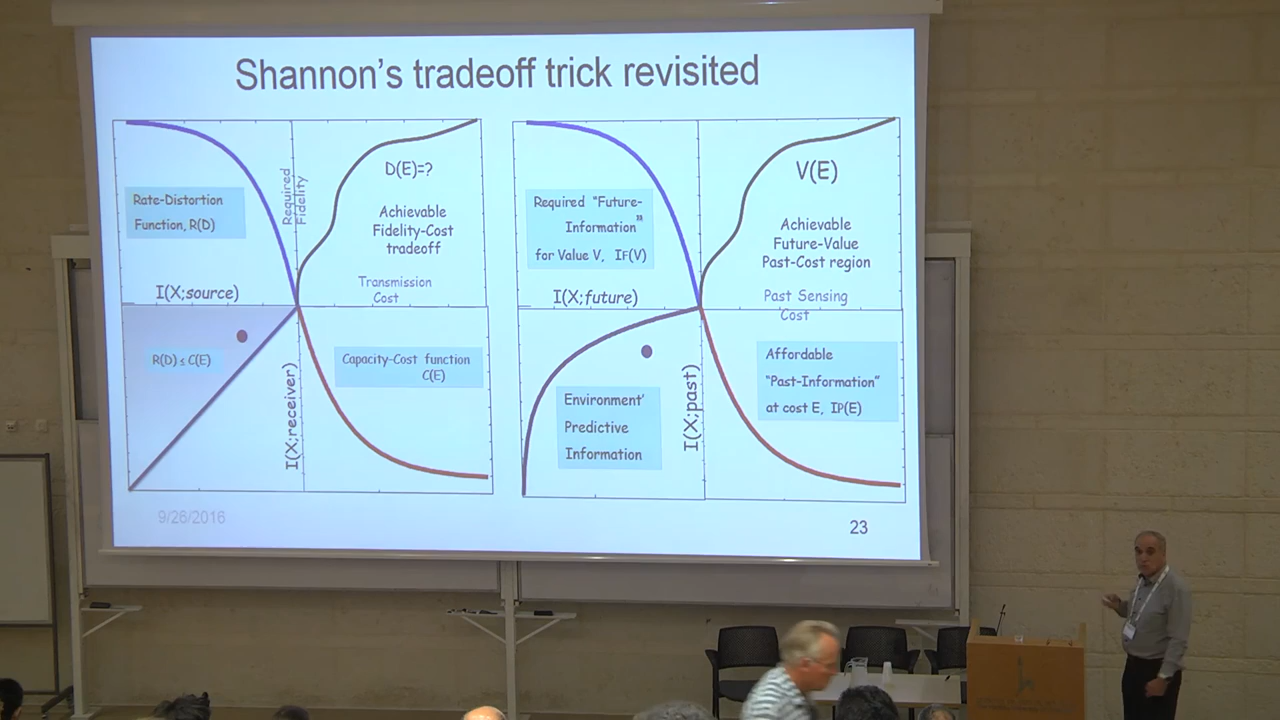 Shannon's tradeoff trick revisited
Rate-Distortion
Function, R(D)
Required
Fidelity
D(E)=?
Achievable
Fidelity-Cost
tradeoff
I(X;source)
Transmission
Cost
R(D) ≤ C(E)
I(X;receiver)
Capacity-Cost function
C(E)
Required "Future-
Information"
for Value V, IF(V)
V(E)
Achievable
Future-Value
Past-Cost region
I(X;future)
Past Sensing
Cost
Environment'
Predictive
Information
I(X;past)
Affordable
"Past-Information"
at cost E, IP(E)
9/26/2016
23